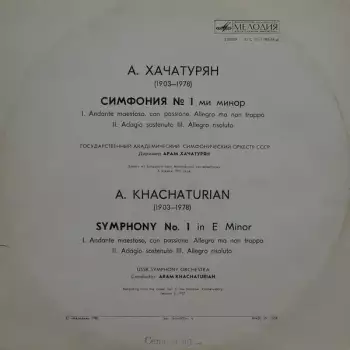 МЕЛОДИЯ
А. ХАЧАТУРЯН
(1903—1978)
СИМФОНИЯ № 1 ми минор
I. Andante maestoso, con passione. Allegro ma non troppo
II. Adagio sostenuto III. Allegro risoluto
ГОСУДАРСТВЕННЫЙ АКАДЕМИЧЕСКИЙ СИМФОНИЧЕСКИЙ ОРКЕСТР СССР
Дирижер АРАМ ХАЧАТУРЯН
A. KHACHATURIAN
(1903—1978)
SYMPHONY No. 1 in E Minor
I. Andante maestoso, con passione. Allegro ma non troppo
II. Adagio sostenuto III. Allegro risoluto
USSR SYMPHONY ORCHESTRA
Conductor ARAM KHACHATURIAN